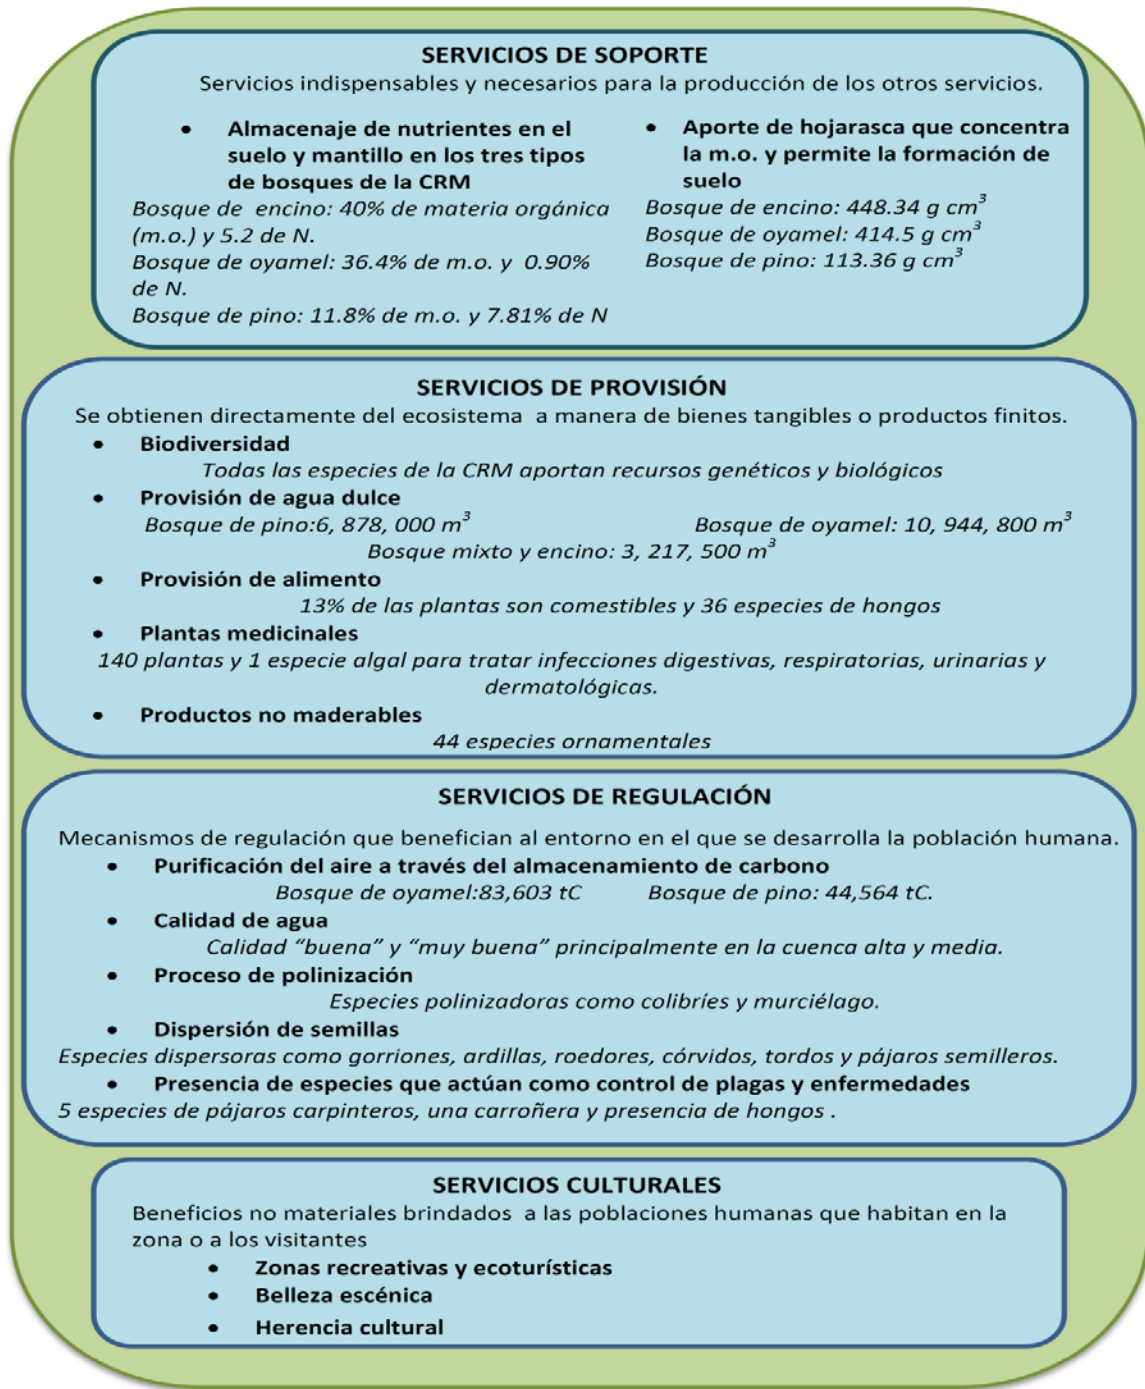 SERVICIOS DE SOPORTE
Servicios indispensables y necesarios para la producción de los otros servicios.
• Almacenaje de nutrientes en el
suelo y mantillo en los tres tipos
de bosques de la CRM
Bosque de encino: 40% de materia orgánica
(m.o.) y 5.2 de N.
Bosque de oyamel: 36.4% de m.o. y 0.90%
de N.
Bosque de pino: 11.8% de m.o. y 7.81% de N
• Aporte de hojarasca que concentra
la m.o. y permite la formación de
suelo
Bosque de encino: 448.34 g cm³
Bosque de oyamel: 414.5 g cm³
Bosque de pino: 113.36 g cm³
SERVICIOS DE PROVISIÓN
Se obtienen directamente del ecosistema a manera de bienes tangibles o productos finitos.
• Biodiversidad
Todas las especies de la CRM aportan recursos genéticos y biológicos
• Provisión de agua dulce
Bosque de pino:6, 878, 000 m³ Bosque de oyamel: 10, 944, 800 m³
Bosque mixto y encino: 3, 217, 500 m³
• Provisión de alimento
13% de las plantas son comestibles y 36 especies de hongos
• Plantas medicinales
140 plantas y 1 especie algal para tratar infecciones digestivas, respiratorias, urinarias y
dermatológicas.
• Productos no maderables
44 especies ornamentales
SERVICIOS DE REGULACIÓN
Mecanismos de regulación que benefician al entorno en el que se desarrolla la población humana.
• Purificación del aire a través del almacenamiento de carbono
Bosque de oyamel:83,603 tC Bosque de pino: 44,564 tC.
• Calidad de agua
Calidad “buena” y “muy buena” principalmente en la cuenca alta y media.
• Proceso de polinización
Especies polinizadoras como colibríes y murciélago.
• Dispersión de semillas
Especies dispersoras como gorriones, ardillas, roedores, córvidos, tordos y pájaros semilleros.
• Presencia de especies que actúan como control de plagas y enfermedades
5 especies de pájaros carpinteros, una carroñera y presencia de hongos .
SERVICIOS CULTURALES
Beneficios no materiales brindados a las poblaciones humanas que habitan en la
zona o a los visitantes
• Zonas recreativas y ecoturísticas
• Belleza escénica
• Herencia cultural